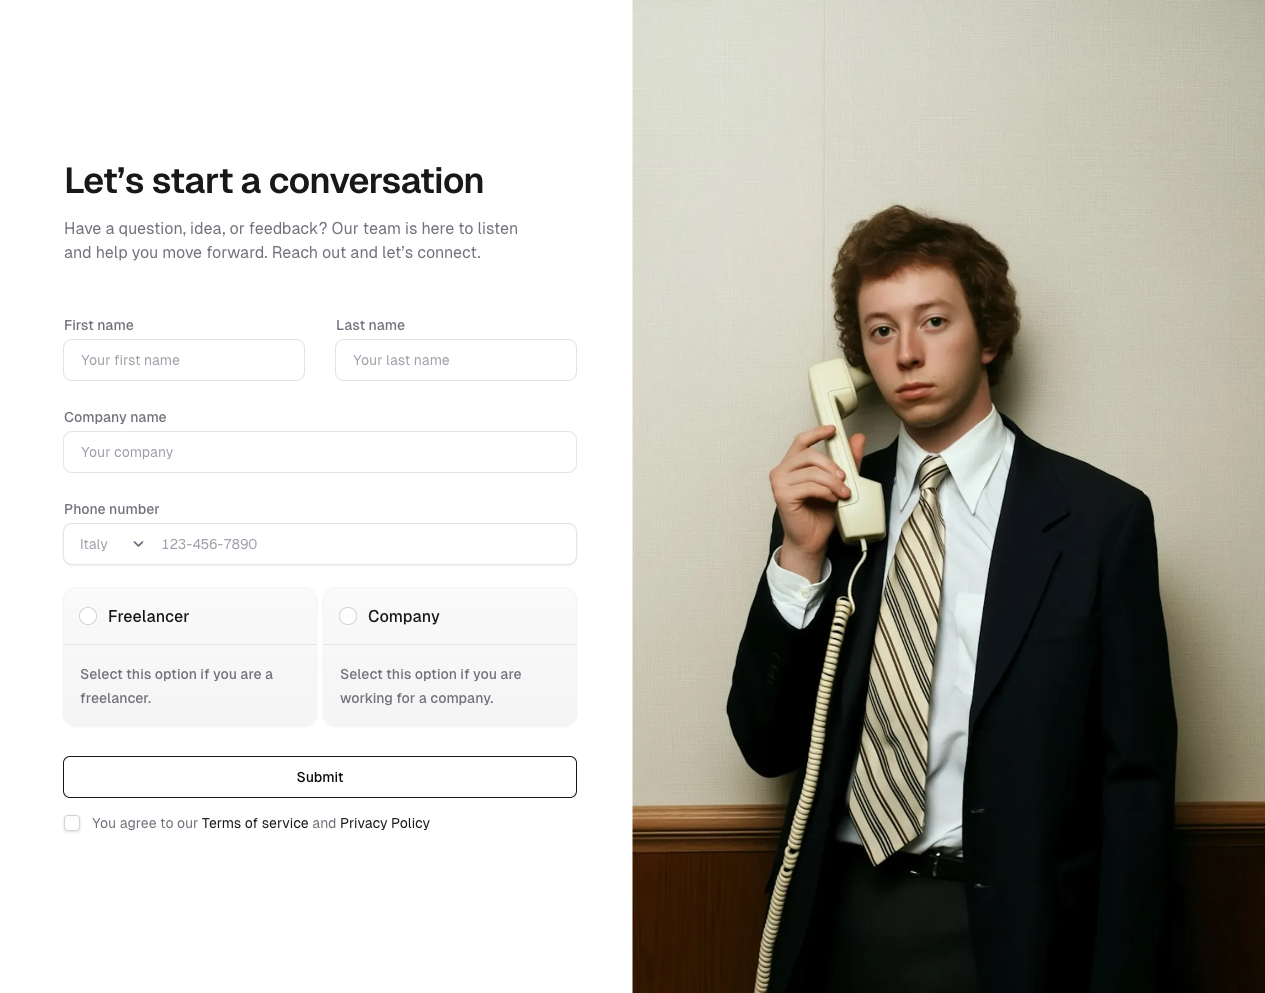 Let’s start a conversation
Have a question, idea, or feedback? Our team is here to listen
and help you move forward. Reach out and let’s connect.
First name
Last name
Your first name
Your last name
Company name
Your company
Phone number
Italy
123-456-7890
Freelancer
Company
Select this option if you are a
freelancer.
Select this option if you are
working for a company.
Submit
You agree to our Terms of service and Privacy Policy